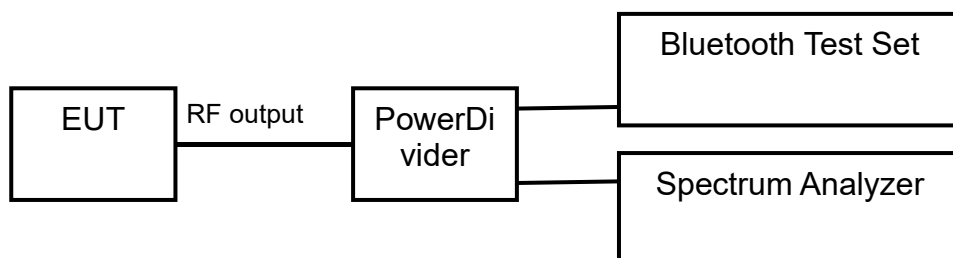 EUT
RF output
PowerDi
vider
Bluetooth Test Set
Spectrum Analyzer